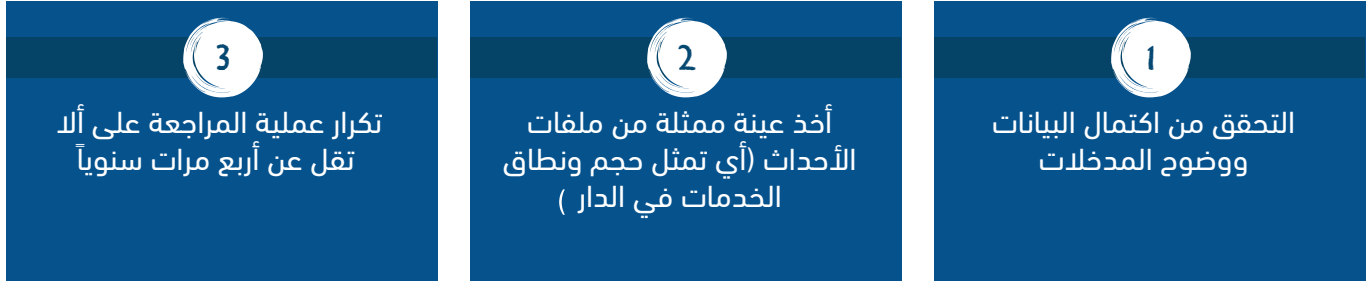 1
التحقق من اكتمال البيانات
ووضوح المدخلات
2
أخذ عينة ممثلة من ملفات
الأحداث (أي تمثل حجم ونطاق
الخدمات في الدار )
3
تكرار عملية المراجعة على ألا
تقل عن أربع مرات سنوياً